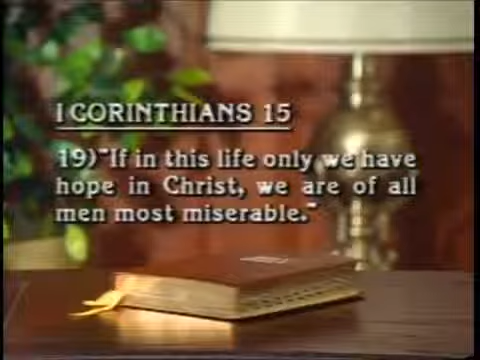 I CORINTHIANS 15
19) "If in this life only we have
hope in Christ, we are of all
men most miserable."